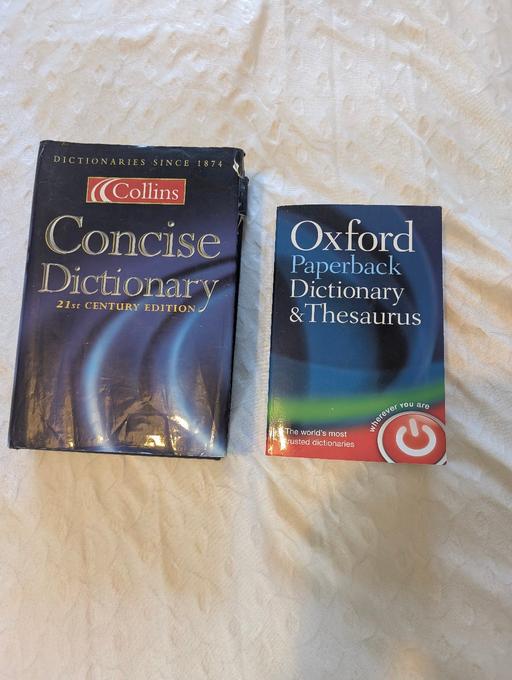 DICTIONARIES SINCE 1874
Collins
Concise
Dictionary
21st CENTURY EDITION
Oxford
Paperback
Dictionary
& Thesaurus
wherever you are
The world's most
trusted dictionaries